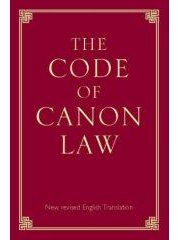 THE
CODE
OF
CANON
LAW
New revised English Translation